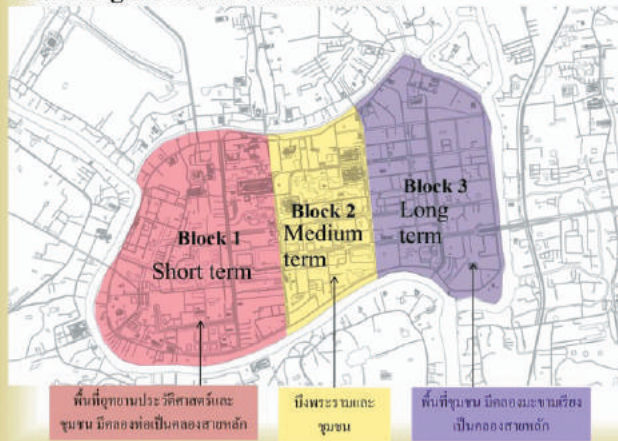 Block 1
Short term
Block 2
Medium
term
Block 3
Long
term
พื้นที่อุทยานประวัติศาสตร์และ
ชุมชน มีคลองท่อเป็นคลองสายหลัก
บึงพระรามและ
ชุมชน
พื้นที่ชุมชน มีคลองมะขามเรียง
เป็นคลองสายหลัก